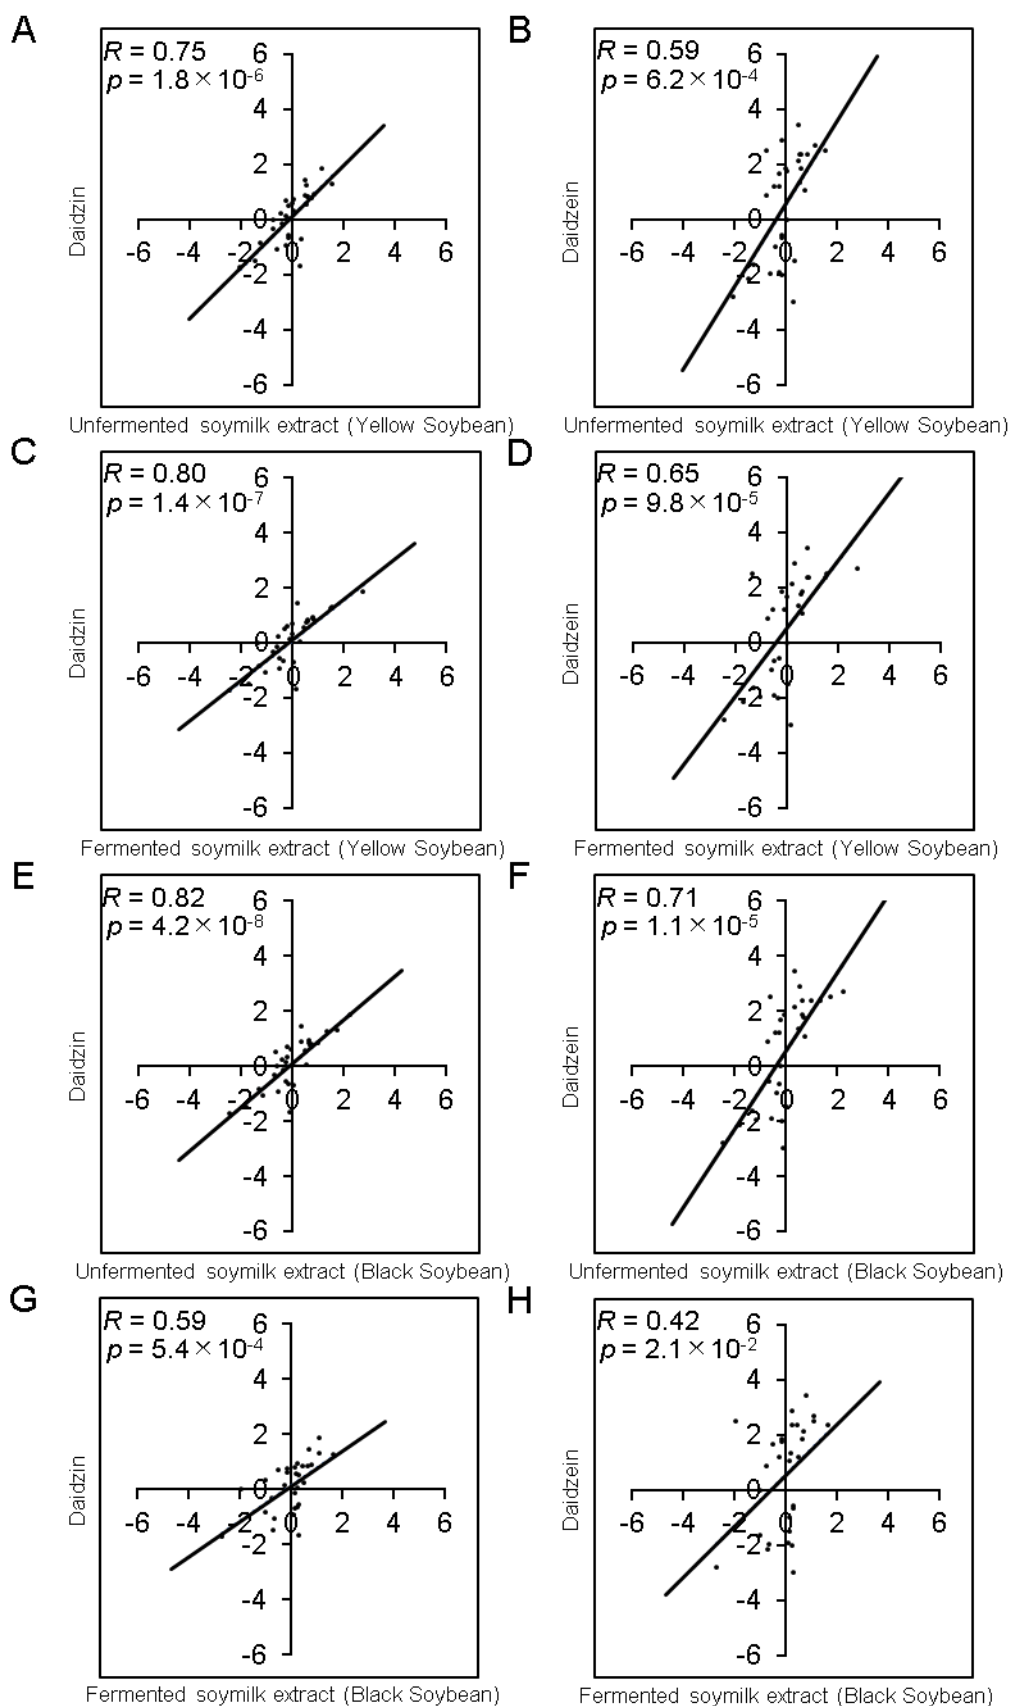 A
R = 0.75
p = 1.8 × 10-6
6
4
2
0
-2
-4
-6
-6 -4 -2 0 2 4 6
Daidzin
Unfermented soymilk extract (Yellow Soybean)
B
R = 0.59
p = 6.2 × 10-4
6
4
2
0
-2
-4
-6
-6 -4 -2 0 2 4 6
Daidzein
Unfermented soymilk extract (Yellow Soybean)
C
R = 0.80
p = 1.4 × 10-7
6
4
2
0
-2
-4
-6
-6 -4 -2 0 2 4 6
Daidzin
Fermented soymilk extract (Yellow Soybean)
D
R = 0.65
p = 9.8 × 10-5
6
4
2
0
-2
-4
-6
-6 -4 -2 0 2 4 6
Daidzein
Fermented soymilk extract (Yellow Soybean)
E
R = 0.82
p = 4.2 × 10-8
6
4
2
0
-2
-4
-6
-6 -4 -2 0 2 4 6
Daidzin
Unfermented soymilk extract (Black Soybean)
F
R = 0.71
p = 1.1 × 10-5
6
4
2
0
-2
-4
-6
-6 -4 -2 0 2 4 6
Daidzein
Unfermented soymilk extract (Black Soybean)
G
R = 0.59
p = 5.4 × 10-4
6
4
2
0
-2
-4
-6
-6 -4 -2 0 2 4 6
Daidzin
Fermented soymilk extract (Black Soybean)
H
R = 0.42
p = 2.1 × 10-2
6
4
2
0
-2
-4
-6
-6 -4 -2 0 2 4 6
Daidzein
Fermented soymilk extract (Black Soybean)